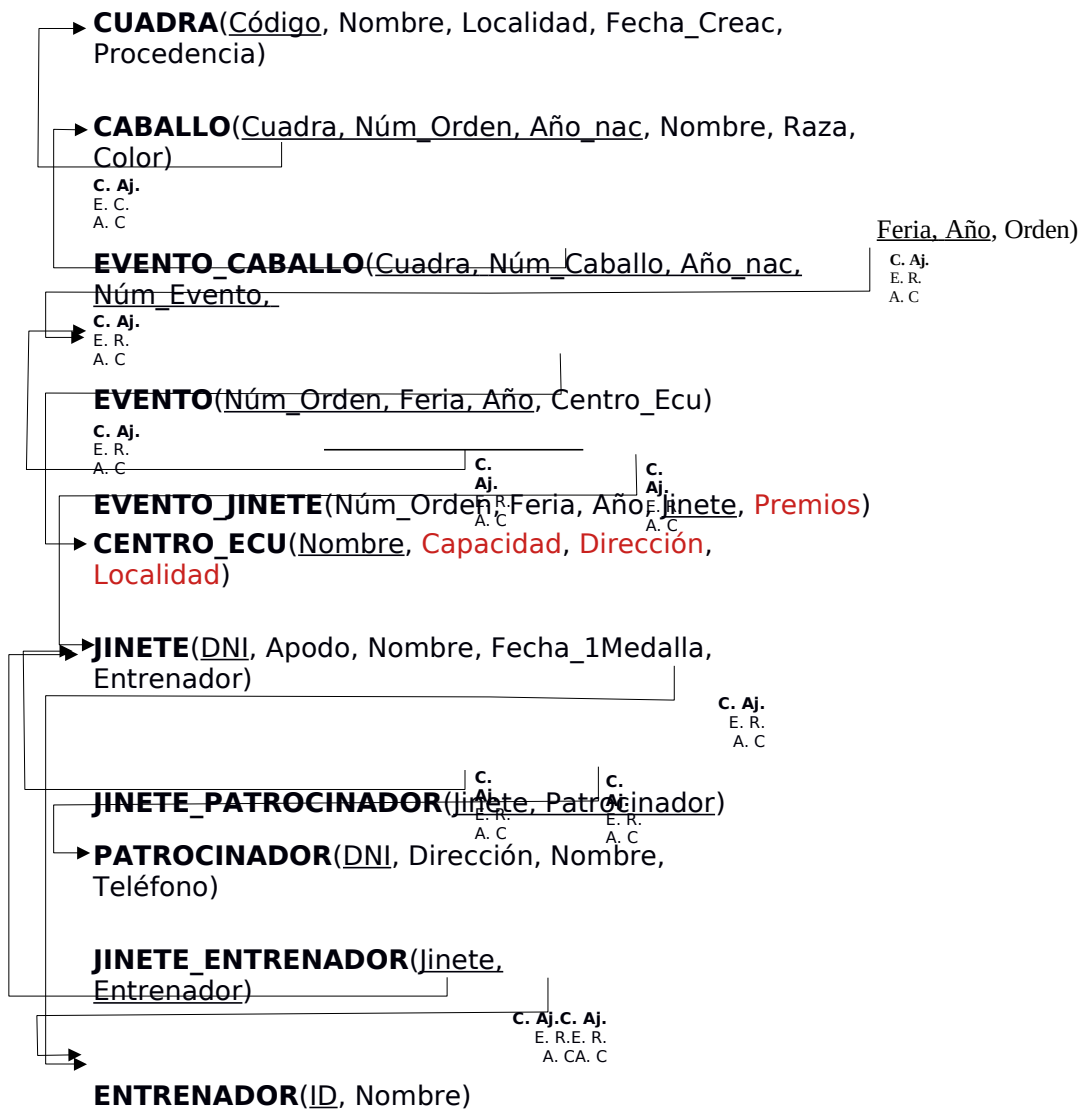 CUADRA(Código, Nombre, Localidad, Fecha_Creac,
Procedencia)
CABALLO(Cuadra, Núm_Orden, Año_nac, Nombre, Raza,
Color)
C. Aj.
E. C.
A. C
EVENTO_CABALLO(Cuadra, Núm_Caballo, Año_nac,
Núm_Evento,
Feria, Año, Orden)
C. Aj.
E. R.
A. C
C. Aj.
E. R.
A. C
EVENTO(Núm_Orden, Feria, Año, Centro_Ecu)
C. Aj.
E. R.
A. C
C.
Aj.
E. R.
A. C
C.
Aj.
E. R.
A. C
EVENTO_JINETE(Núm_Orden, Feria, Año, Jinete, Premios)
CENTRO_ECU(Nombre, Capacidad, Dirección,
Localidad)
JINETE(DNI, Apodo, Nombre, Fecha_1Medalla,
Entrenador)
C. Aj.
E. R.
A. C
C.
Aj.
E. R.
A. C
C.
Aj.
E. R.
A. C
JINETE_PATROCINADOR(Jinete, Patrocinador)
PATROCINADOR(DNI, Dirección, Nombre,
Teléfono)
JINETE_ENTRENADOR(Jinete,
Entrenador)
C. Aj.C. Aj.
E. R.E. R.
A. CA. C
ENTRENADOR(ID, Nombre)